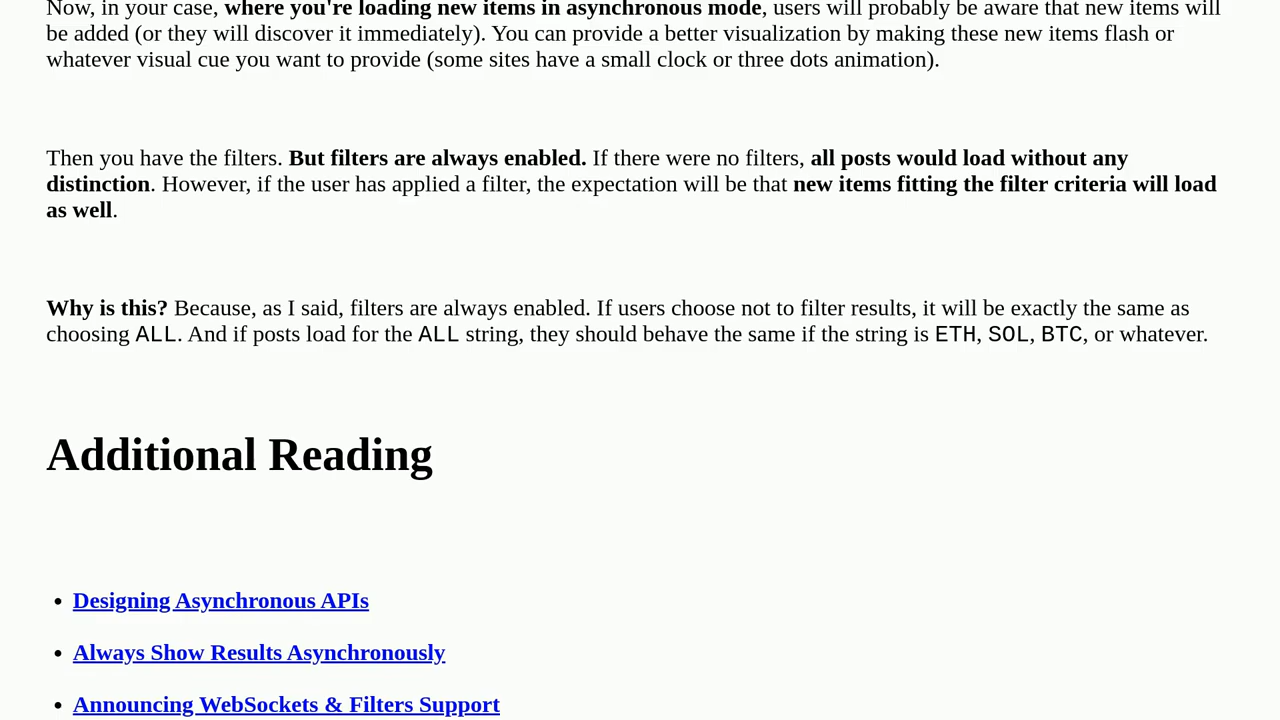 Now, in your case, where you're loading new items in asynchronous mode, users will probably be aware that new items will
be added (or they will discover it immediately). You can provide a better visualization by making these new items flash or
whatever visual cue you want to provide (some sites have a small clock or three dots animation).
Then you have the filters. But filters are always enabled. If there were no filters, all posts would load without any
distinction. However, if the user has applied a filter, the expectation will be that new items fitting the filter criteria will load
as well.
Why is this? Because, as I said, filters are always enabled. If users choose not to filter results, it will be exactly the same as
choosing ALL. And if posts load for the ALL string, they should behave the same if the string is ETH, SOL, BTC, or whatever.
Additional Reading
• Designing Asynchronous APIs
• Always Show Results Asynchronously
• Announcing WebSockets & Filters Support